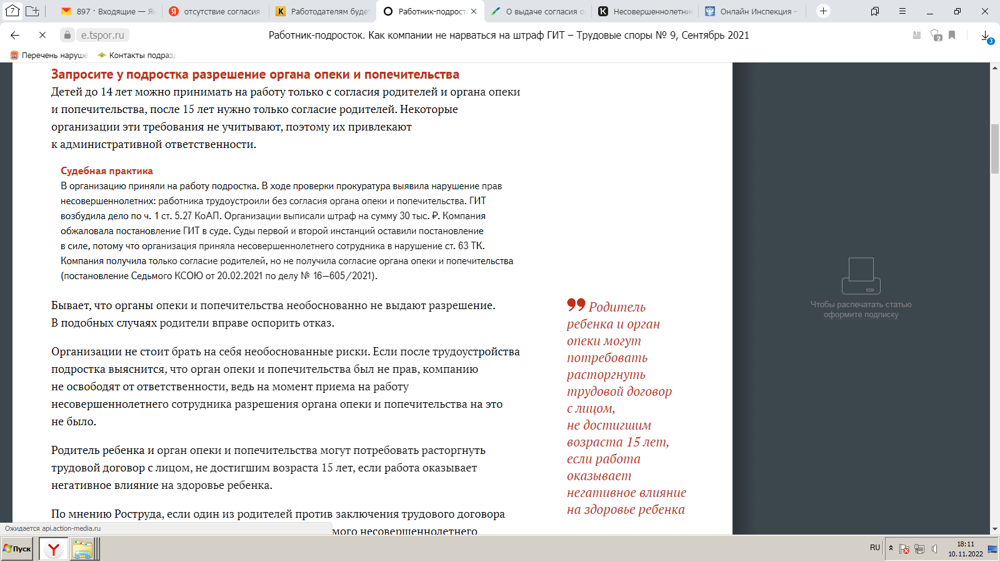 7
897 · Входящие — Ян
отсутствие согласия
Работодателям будет
Работник-подросто
О выдаче согласия о
Несовершеннолетние
Онлайн Инспекция -
e.tspor.ru
Работник-подросток. Как компании не нарваться на штраф ГИТ – Трудовые споры № 9, Сентябрь 2021
2
3
Перечень наруше
Контакты подразд
Запросите у подростка разрешение органа опеки и попечительства
Детей до 14 лет можно принимать на работу только с согласия родителей и органа опеки
и попечительства, после 15 лет нужно только согласие родителей. Некоторые
организации эти требования не учитывают, поэтому их привлекают
к административной ответственности.
Судебная практика
В организацию приняли на работу подростка. В ходе проверки прокуратура выявила нарушение прав
несовершеннолетних: работника трудоустроили без согласия органа опеки и попечительства. ГИТ
возбудила дело по ч. 1 ст. 5.27 КоАП. Организации выписали штраф на сумму 30 тыс. ₽. Компания
обжаловала постановление ГИТ в суде. Суды первой и второй инстанций оставили постановление
в силе, потому что организация приняла несовершеннолетнего сотрудника в нарушение ст. 63 ТК.
Компания получила только согласие родителей, но не получила согласие органа опеки и попечительства
(постановление Седьмого КСОЮ от 20.02.2021 по делу № 16—605/2021).
Бывает, что органы опеки и попечительства необоснованно не выдают разрешение.
В подобных случаях родители вправе оспорить отказ.
Организации не стоит брать на себя необоснованные риски. Если после трудоустройства
подростка выяснится, что орган опеки и попечительства был не прав, компанию
не освободят от ответственности, ведь на момент приема на работу
несовершеннолетнего сотрудника разрешения органа опеки и попечительства на это
не было.
Родитель ребенка и орган опеки и попечительства могут потребовать расторгнуть
трудовой договор с лицом, не достигшим возраста 15 лет, если работа оказывает
негативное влияние на здоровье ребенка.
По мнению Роструда, если один из родителей против заключения трудового договора
мого несовершеннолетнего
Родитель
ребенка и орган
опеки могут
потребовать
расторгнуть
трудовой договор
с лицом,
не достигшим
возраста 15 лет,
если работа
оказывает
негативное влияние
на здоровье ребенка
Чтобы распечатать статью
оформите подписку
Ожидается api.action-media.ru
Пуск
RU
18:11
10.11.2022